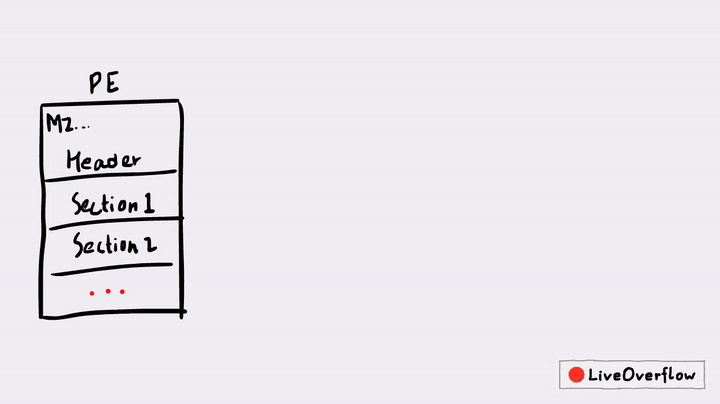 PE
MZ...
Header
Section 1
Section 2
...
LiveOverflow